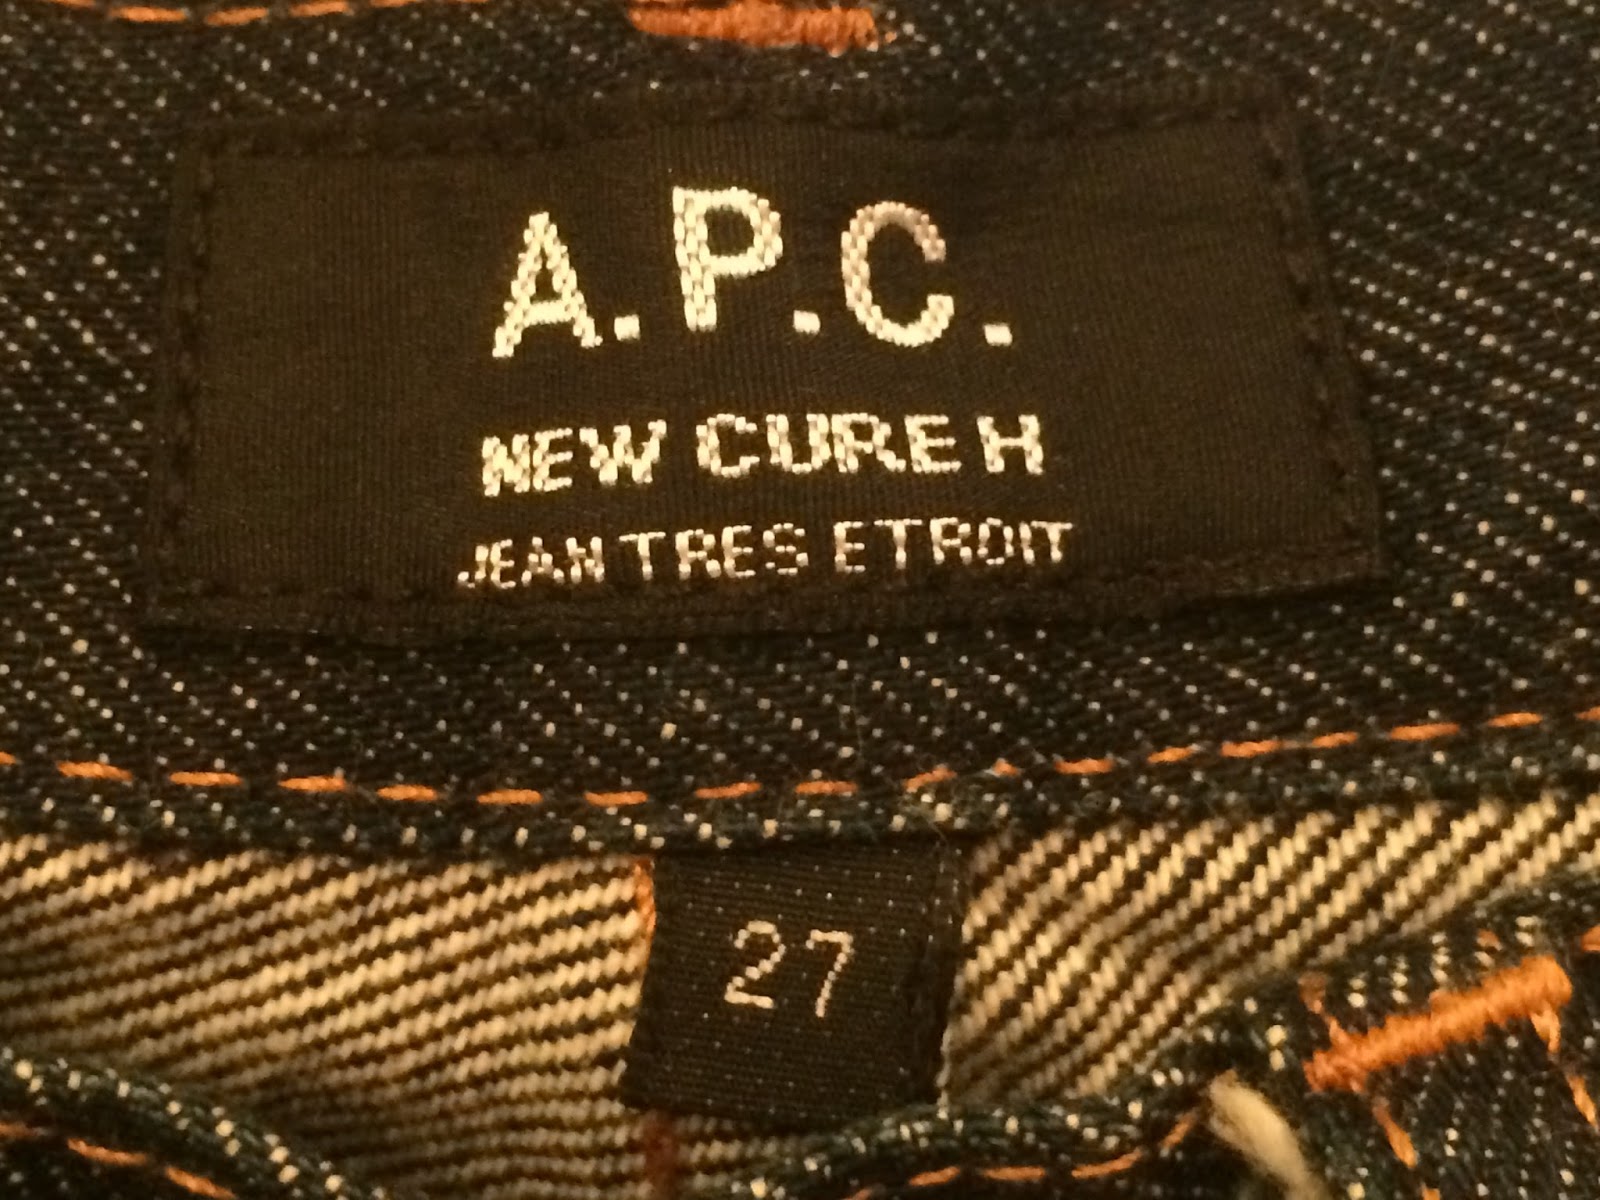 A.P.C.
NEW CURE H
JEAN TRES ETROIT
27